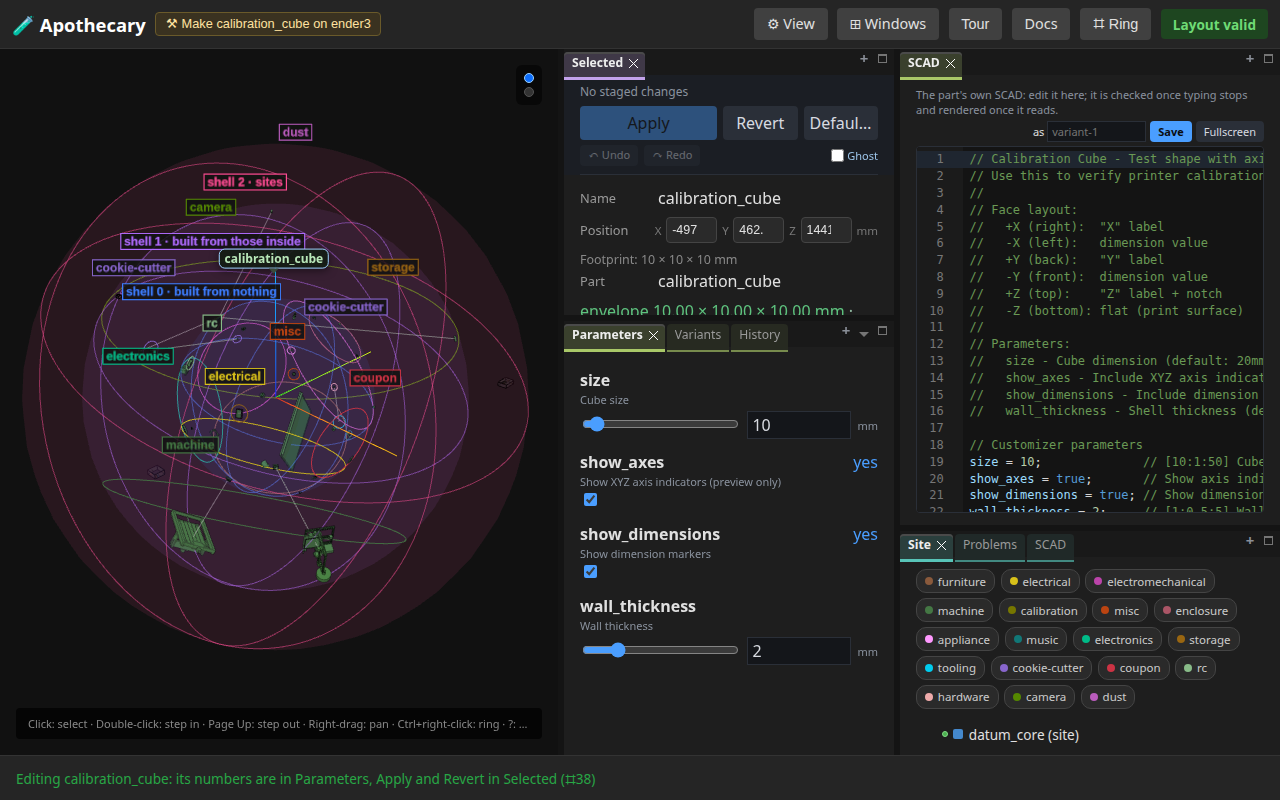 🧪 Apothecary
⚒ Make calibration_cube on ender3
⚙ View
⊞ Windows
Tour
Docs
⌗ Ring
Layout valid
dust
shell 2 · sites
camera
shell 1 · built from those inside
calibration_cube
cookie-cutter
storage
shell 0 · built from nothing
cookie-cutter
rc
misc
electronics
electrical
coupon
machine
Click: select · Double-click: step in · Page Up: step out · Right-drag: pan · Ctrl+right-click: ring · ?: ...
Selected
No staged changes
Apply
Revert
Defaul...
↶ Undo
↷ Redo
Ghost
Name calibration_cube
Position X -497 Y 462. Z 1441 mm
Footprint: 10 × 10 × 10 mm
Part calibration_cube
envelope 10.00 × 10.00 × 10.00 mm ·
Parameters
Variants
History
size
Cube size
10 mm
show_axes yes
Show XYZ axis indicators (preview only)
show_dimensions yes
Show dimension markers
wall_thickness
Wall thickness
2 mm
SCAD
The part's own SCAD: edit it here; it is checked once typing stops
and rendered once it reads.
as variant-1 Save Fullscreen
1 // Calibration Cube - Test shape with axi
2 // Use this to verify printer calibration
3 //
4 // Face layout:
5 //   +X (right):  "X" label
6 //   -X (left):   dimension value
7 //   +Y (back):   "Y" label
8 //   -Y (front):  dimension value
9 //   +Z (top):    "Z" label + notch
10 //   -Z (bottom): flat (print surface)
11 //
12 // Parameters:
13 //   size - Cube dimension (default: 20mm
14 //   show_axes - Include XYZ axis indicat
15 //   show_dimensions - Include dimension
16 //   wall_thickness - Shell thickness (de
17
18 // Customizer parameters
19 size = 10;               // [10:1:50] Cube
20 show_axes = true;        // Show axis indi
21 show_dimensions = true; // Show dimension
22 wall_thickness = 2;      // [1:0.5:5] Wall
Site
Problems
SCAD
furniture
electrical
electromechanical
machine
calibration
misc
enclosure
appliance
music
electronics
storage
tooling
cookie-cutter
coupon
rc
hardware
camera
dust
datum_core (site)
Editing calibration_cube: its numbers are in Parameters, Apply and Revert in Selected (⌗38)